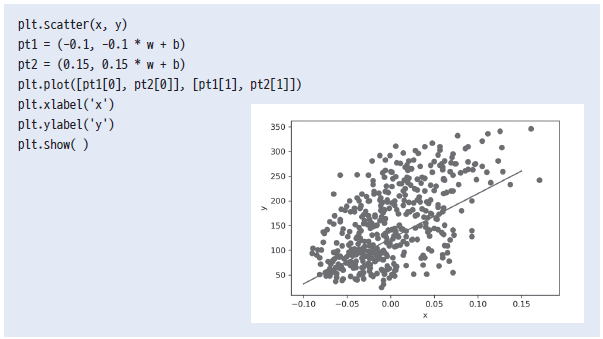 plt.scatter(x, y)
pt1 = (-0.1, -0.1 * w + b)
pt2 = (0.15, 0.15 * w + b)
plt.plot([pt1[0], pt2[0]], [pt1[1], pt2[1]])
plt.xlabel('x')
plt.ylabel('y')
plt.show( )
350
300
250
200
150
100
50
y
−0.10 −0.05 0.00 0.05 0.10 0.15
x